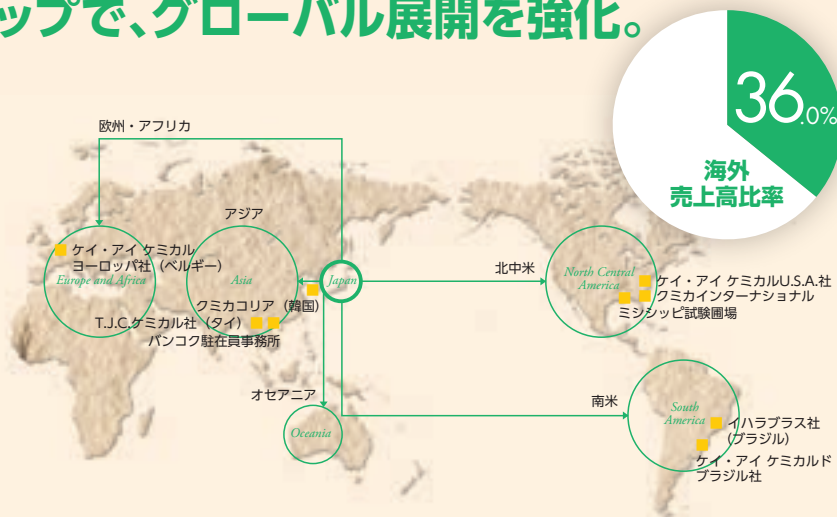 ップで、グローバル展開を強化。
36.0%
海外
売上高比率
欧州・アフリカ
アジア
ケイ・アイ ケミカル
ヨーロッパ社（ベルギー）
Europe and Africa
Asia
Japan
北中米
North Central
America
ケイ・アイ ケミカルU.S.A.社
クミカインターナショナル
ミシシッピ試験圃場
クミカコリア（韓国）
T.J.C.ケミカル社（タイ）
バンコク駐在員事務所
オセアニア
Oceania
南米
South
America
イハラブラス社
（ブラジル）
ケイ・アイ ケミカルド
ブラジル社